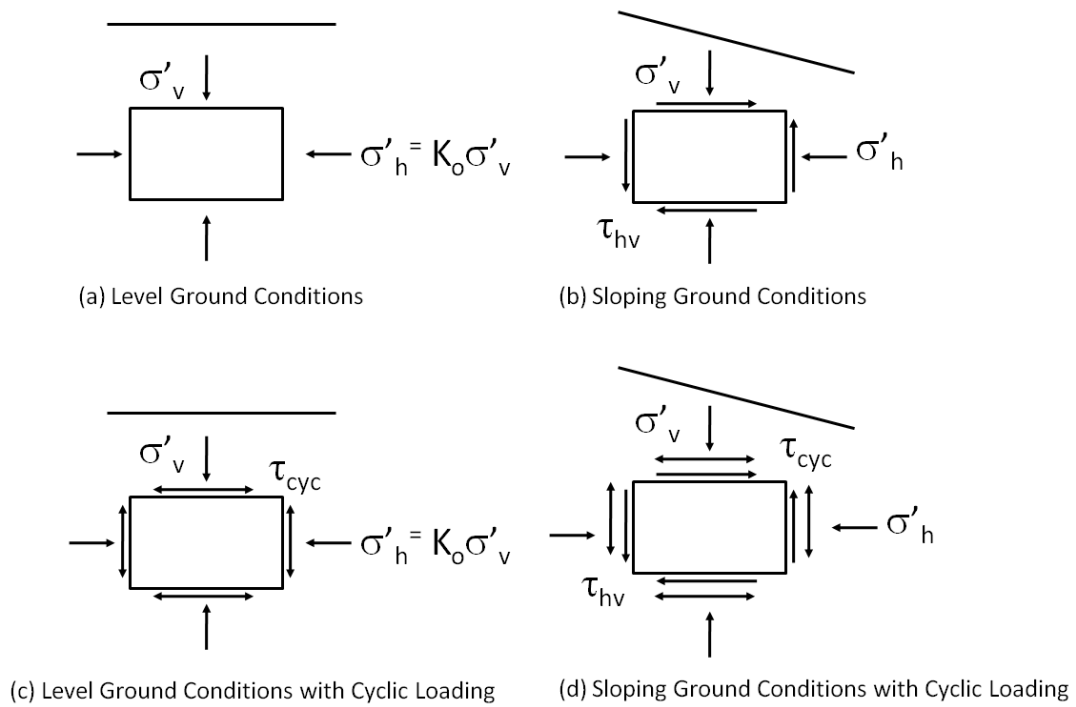 σ'v
σ'h = Koσ'v
(a) Level Ground Conditions
σ'v
σ'h
τhv
(b) Sloping Ground Conditions
σ'v
τcyc
σ'h = Koσ'v
(c) Level Ground Conditions with Cyclic Loading
σ'v
τcyc
σ'h
τhv
(d) Sloping Ground Conditions with Cyclic Loading